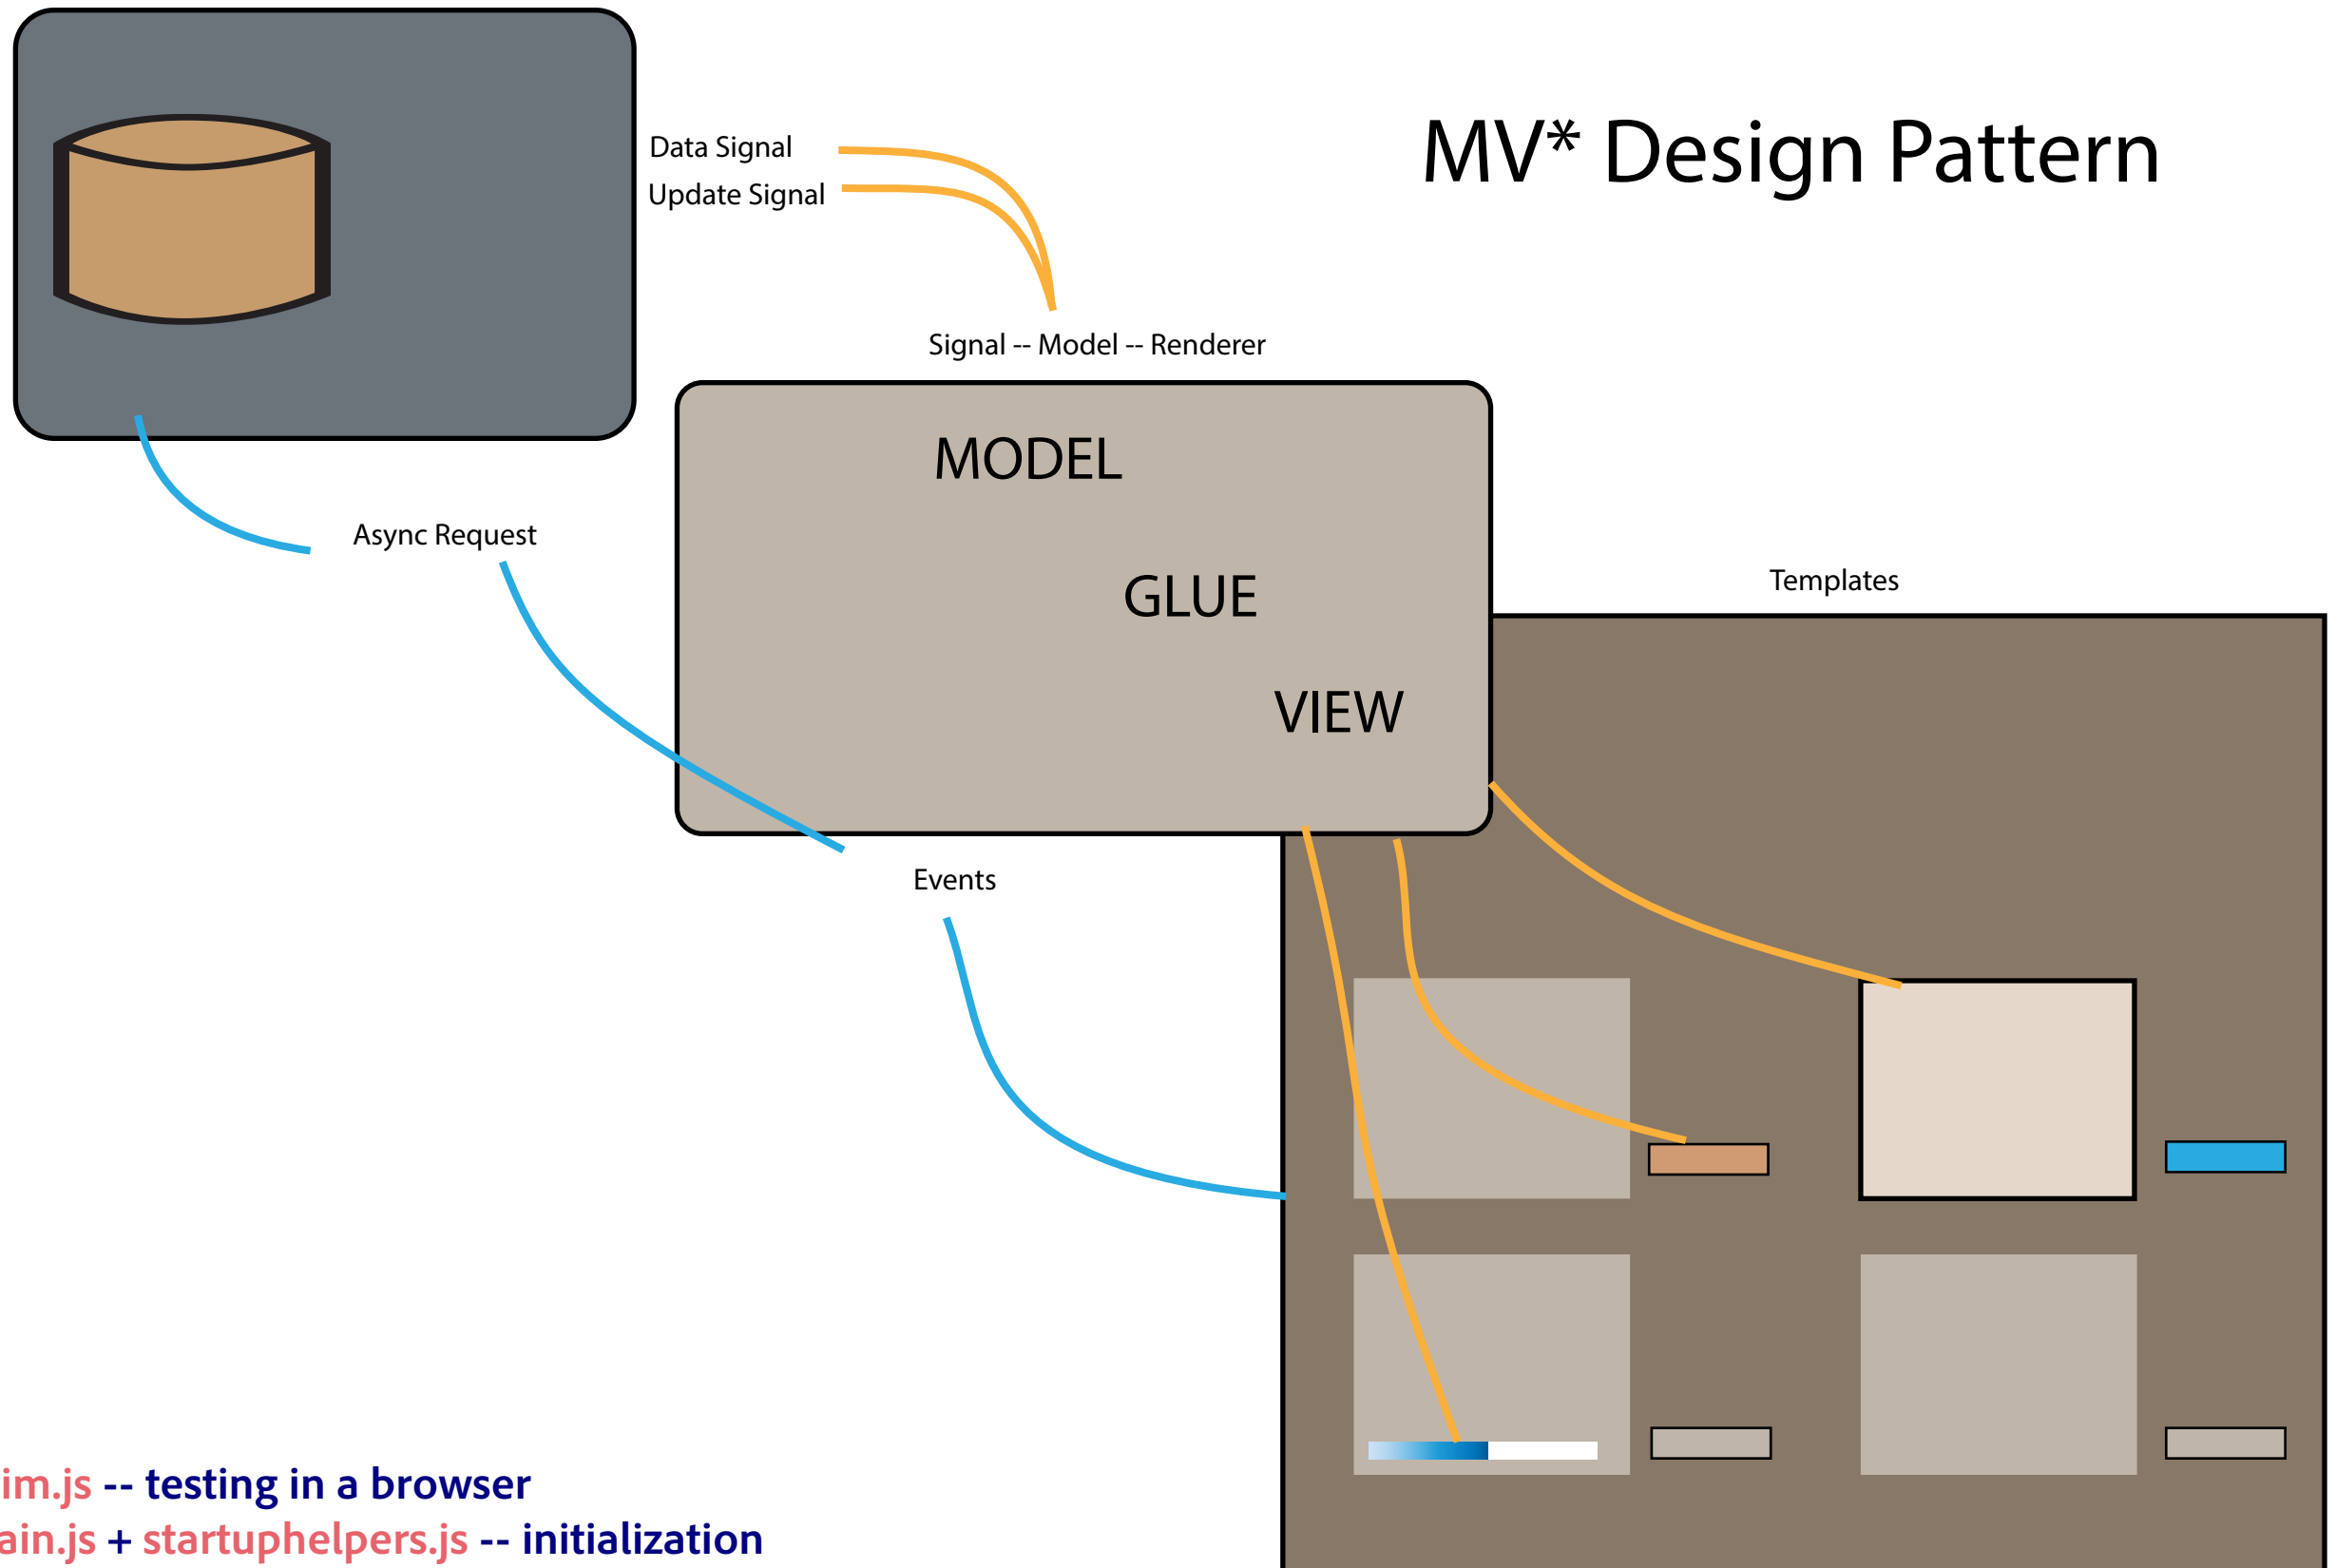 MV* Design Pattern
Data Signal
Update Signal
Signal -- Model -- Renderer
MODEL
Async Request
GLUE
Templates
VIEW
Events
im.js -- testing in a browser
ain.js + startuphelpers.js -- initialization